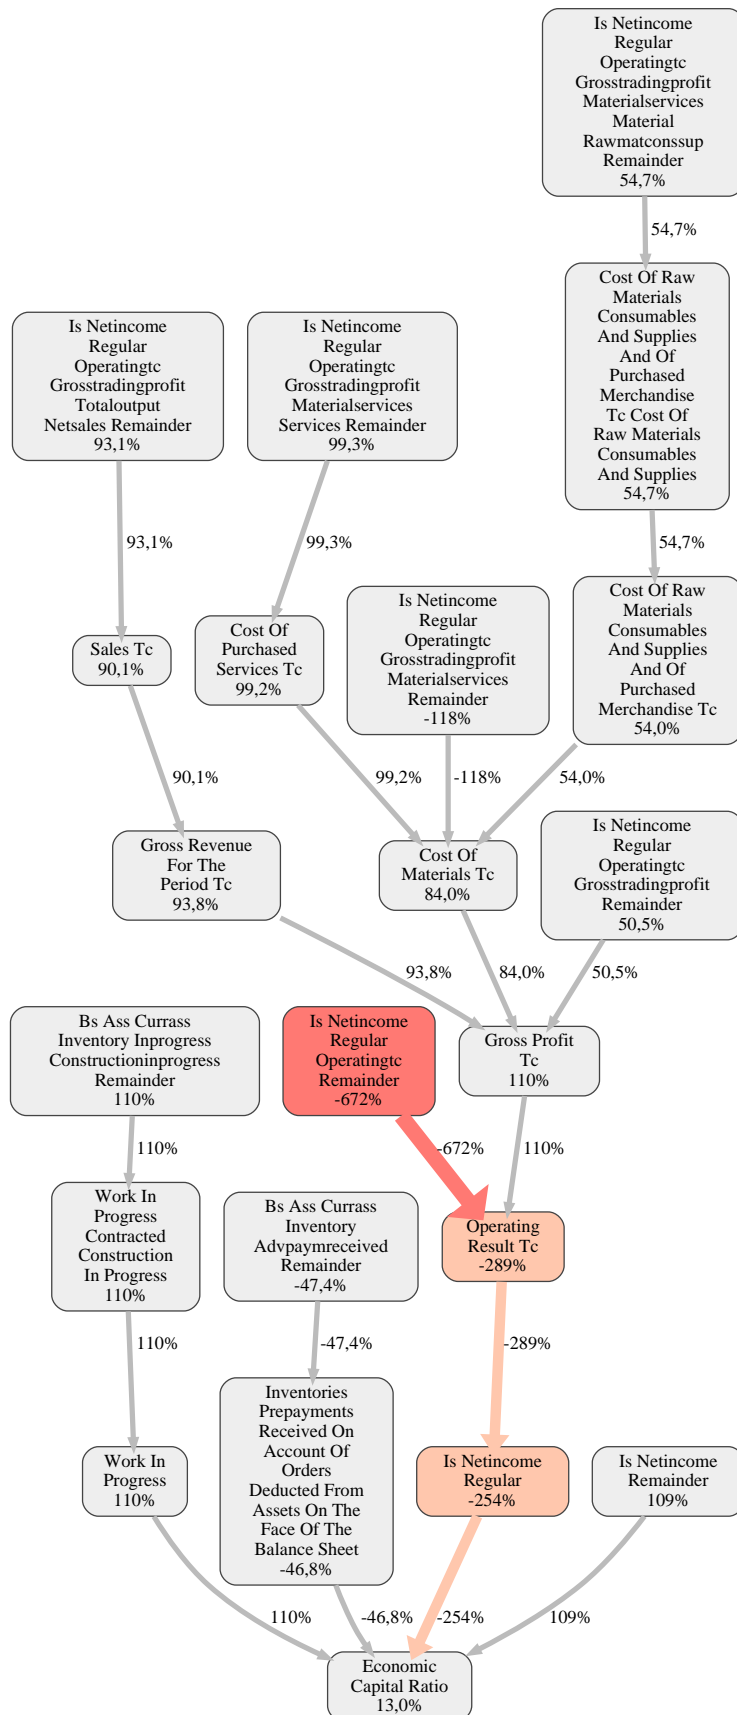 Is Netincome
Regular
Operatingtc
Grosstradingprofit
Materialservices
Material
Rawmatconssup
Remainder
54,7%
54,7%
Cost Of Raw
Materials
Consumables
And Supplies
And Of
Purchased
Merchandise
Tc Cost Of
Raw Materials
Consumables
And Supplies
54,7%
Is Netincome
Regular
Operatingtc
Grosstradingprofit
Totaloutput
Netsales Remainder
93,1%
Is Netincome
Regular
Operatingtc
Grosstradingprofit
Materialservices
Services Remainder
99,3%
93,1%
99,3%
54,7%
Sales Tc
90,1%
Cost Of
Purchased
Services Tc
99,2%
Is Netincome
Regular
Operatingtc
Grosstradingprofit
Materialservices
Remainder
-118%
Cost Of Raw
Materials
Consumables
And Supplies
And Of
Purchased
Merchandise Tc
54,0%
90,1%
99,2%
-118%
54,0%
Gross Revenue
For The
Period Tc
93,8%
Cost Of
Materials Tc
84,0%
Is Netincome
Regular
Operatingtc
Grosstradingprofit
Remainder
50,5%
93,8%
84,0%
50,5%
Bs Ass Currass
Inventory Inprogress
Constructioninprogress
Remainder
110%
Is Netincome
Regular
Operatingtc
Remainder
-672%
Gross Profit
Tc
110%
110%
-672%
110%
Work In
Progress
Contracted
Construction
In Progress
110%
Bs Ass Currass
Inventory
Advpaymreceived
Remainder
-47,4%
Operating
Result Tc
-289%
110%
-47,4%
-289%
Work In
Progress
110%
Inventories
Prepayments
Received On
Account Of
Orders
Deducted From
Assets On The
Face Of The
Balance Sheet
-46,8%
Is Netincome
Regular
-254%
Is Netincome
Remainder
109%
110%
-46,8%
-254%
109%
Economic
Capital Ratio
13,0%